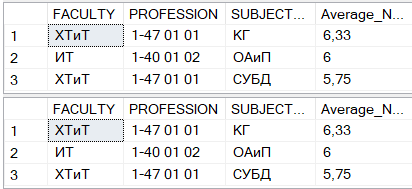 FACULTY PROFESSION SUBJECT... Average_N...
1 ХТиТ 1-47 01 01 КГ 6,33
2 ИТ 1-40 01 02 ОАиП 6
3 ХТиТ 1-47 01 01 СУБД 5,75
FACULTY PROFESSION SUBJECT... Average_N...
1 ХТиТ 1-47 01 01 КГ 6,33
2 ИТ 1-40 01 02 ОАиП 6
3 ХТиТ 1-47 01 01 СУБД 5,75